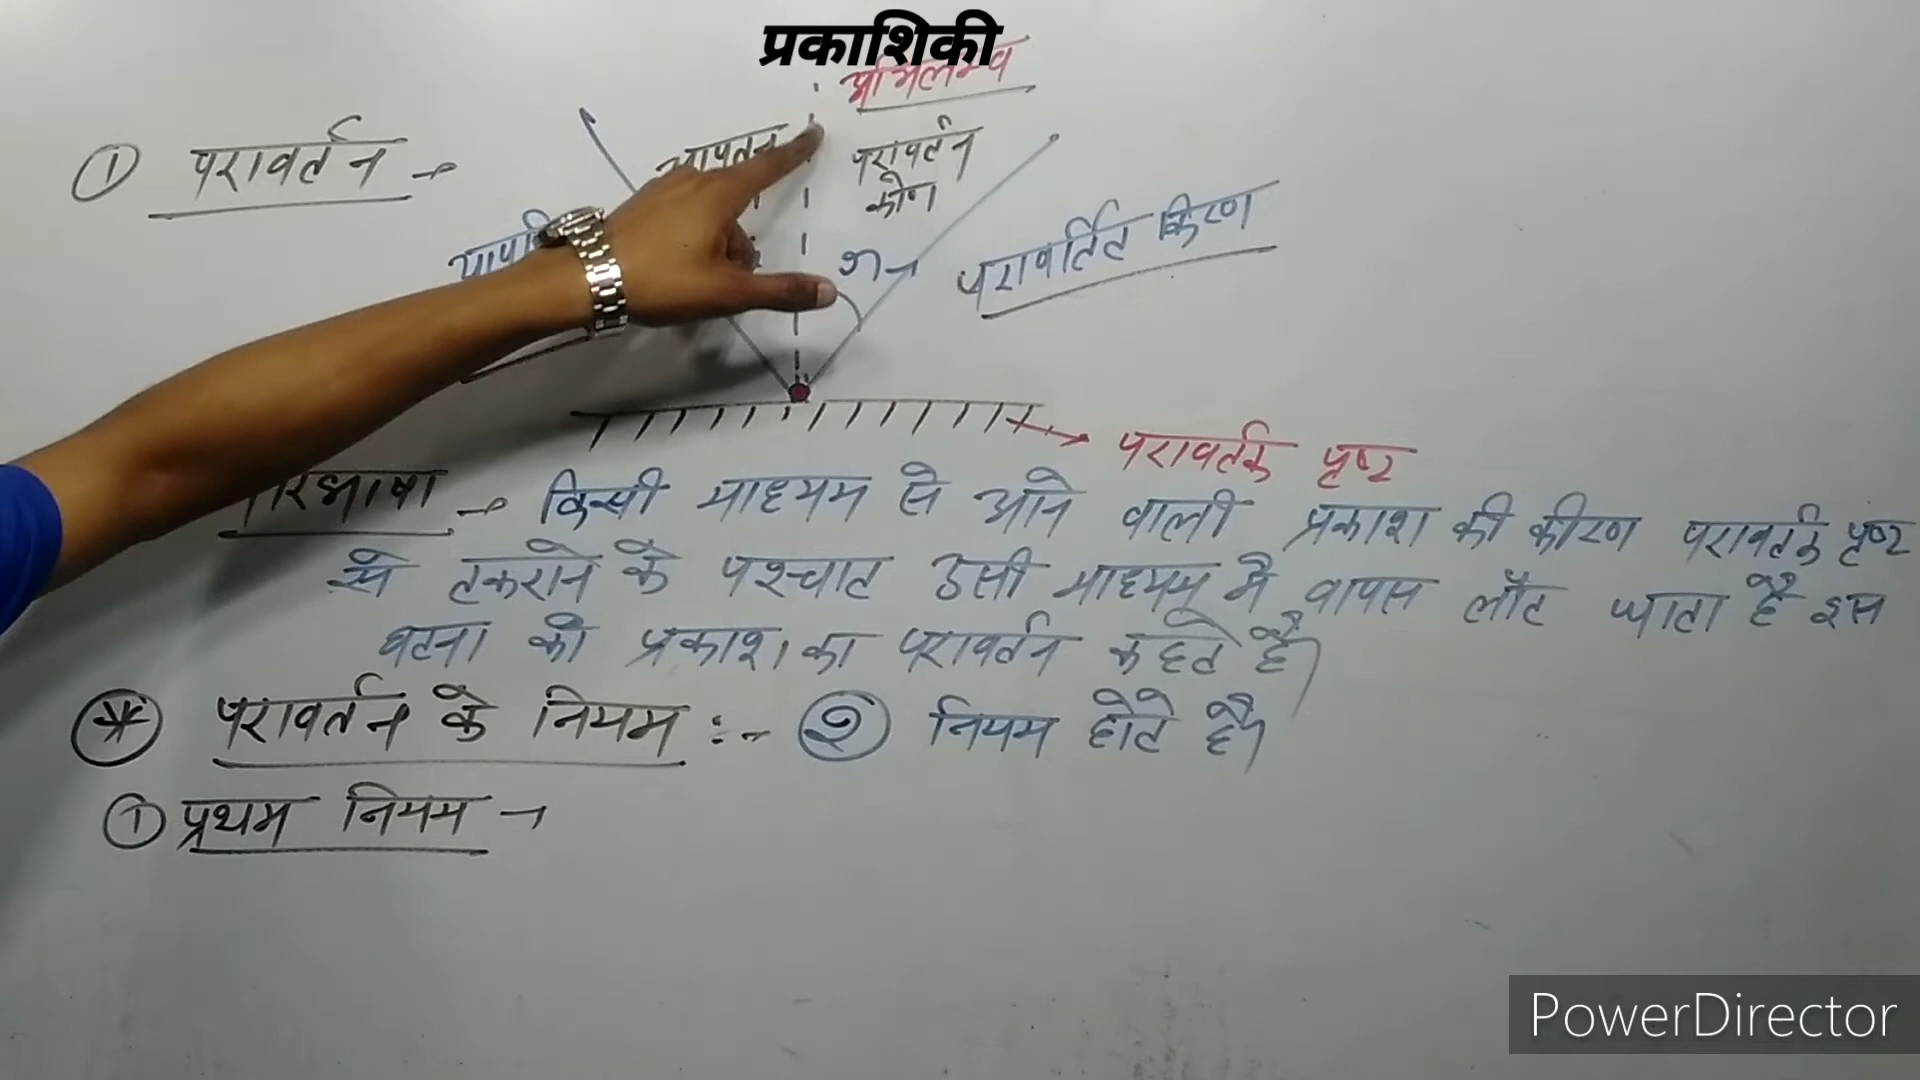 प्रकाशिकी
अभिलम्ब
① परावर्तन →
आपतन
परावर्तन
कोण
परावर्तित किरण
परावर्तक पृष्ट
परिभाषा → किसी माध्यम से आने वाली प्रकाश की कीरण परावर्तक पृष्ट
से टकराने के पश्चात उसी माध्यम मे वापस लौट जाता है इस
घटना को प्रकाश का परावर्तन कहते है।
* परावर्तन के नियम :- २ नियम होते है।
① प्रथम नियम →
PowerDirector